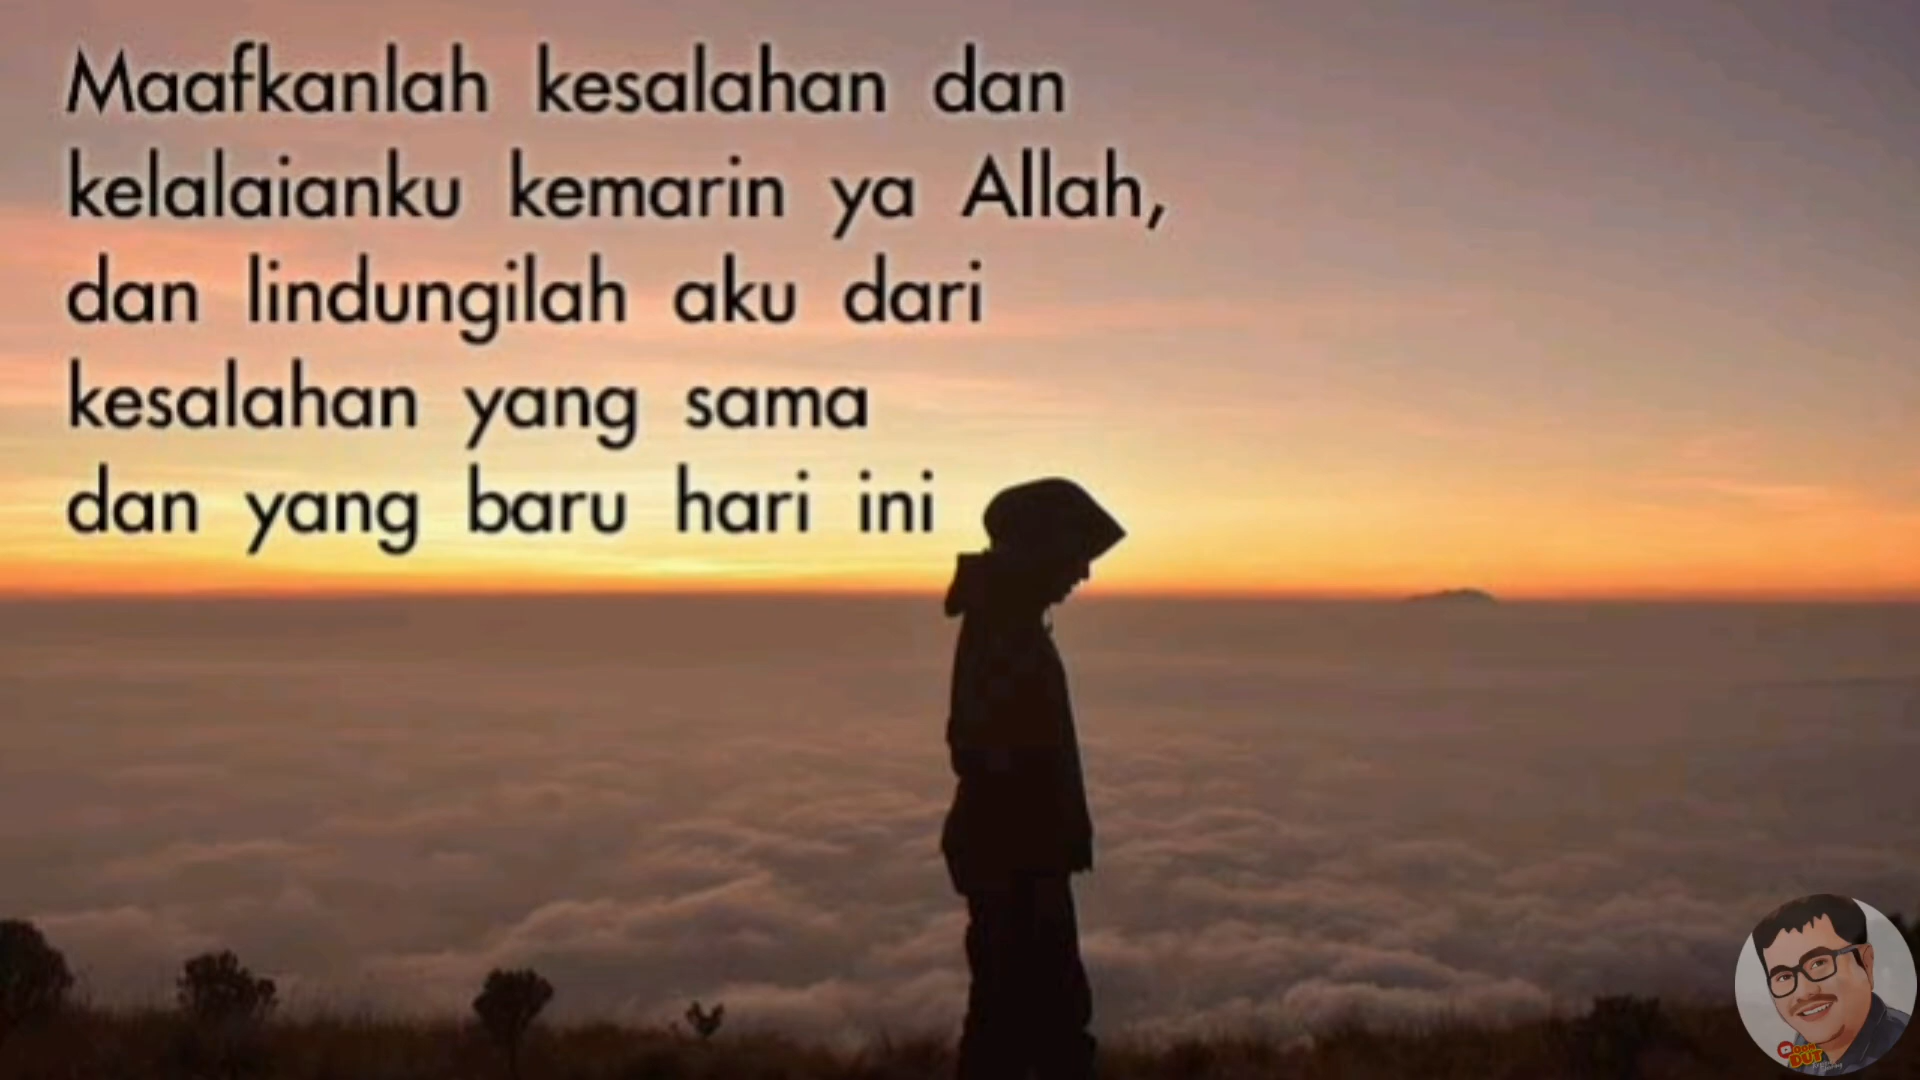 Maafkanlah kesalahan dan
kelalaianku kemarin ya Allah,
dan lindungilah aku dari
kesalahan yang sama
dan yang baru hari ini
DUT